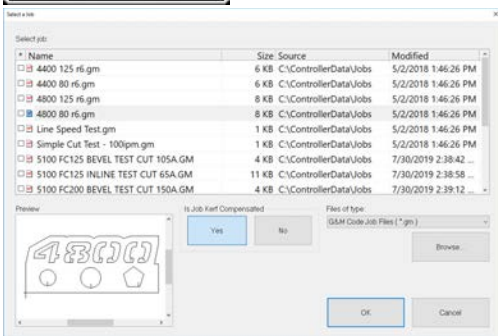 Select a Job
Select job:
* Name Size Source Modified
4400 125 r6.gm 6 KB C:\ControllerData\Jobs 5/2/2018 1:46:26 PM
4400 80 r6.gm 6 KB C:\ControllerData\Jobs 5/2/2018 1:46:26 PM
4800 125 r6.gm 8 KB C:\ControllerData\Jobs 5/2/2018 1:46:26 PM
4800 80 r6.gm 8 KB C:\ControllerData\Jobs 5/2/2018 1:46:26 PM
Line Speed Test.gm 1 KB C:\ControllerData\Jobs 5/2/2018 1:46:26 PM
Simple Cut Test - 100ipm.gm 1 KB C:\ControllerData\Jobs 5/2/2018 1:46:26 PM
5100 FC125 BEVEL TEST CUT 105A.GM 4 KB C:\ControllerData\Jobs 7/30/2019 2:38:42 ...
5100 FC125 INLINE TEST CUT 65A.GM 11 KB C:\ControllerData\Jobs 7/30/2019 2:38:58 ...
5100 FC200 BEVEL TEST CUT 150A.GM 4 KB C:\ControllerData\Jobs 7/30/2019 2:39:12 ...
Preview Is Job Kerf Compensated Files of type:
Yes No G&M Code Job Files ( *.gm )
4800
Browse...
OK Cancel